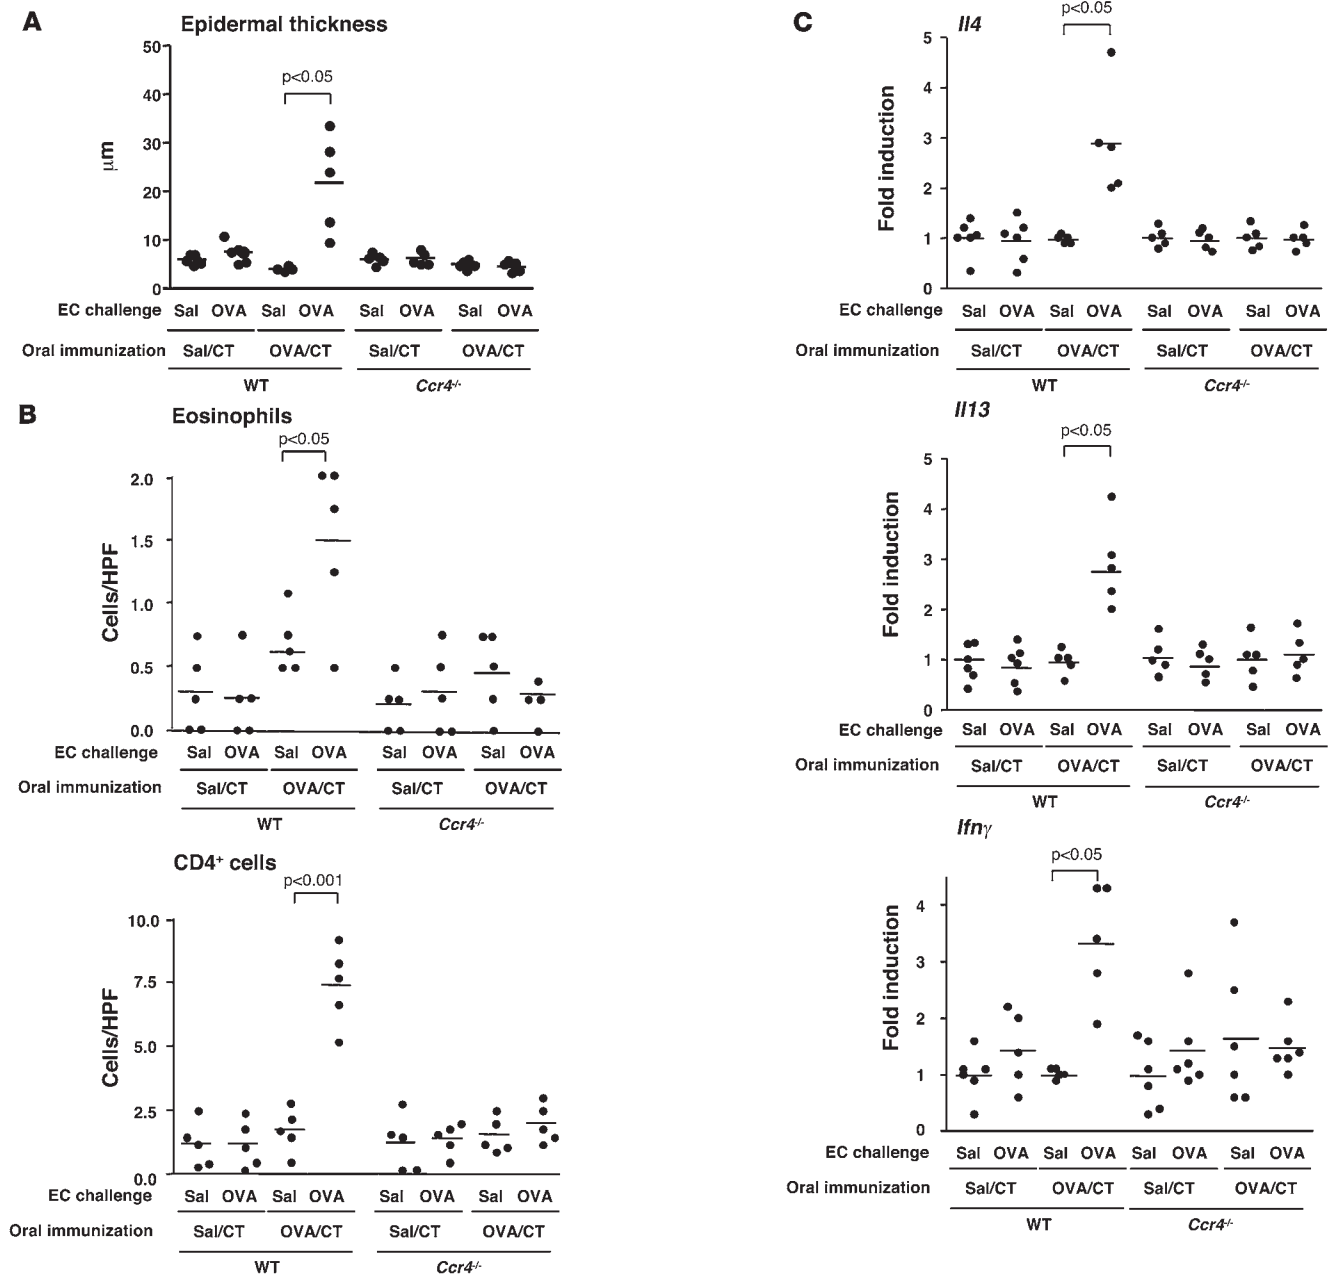 A
Epidermal thickness
p<0.05
50
40
30
20
10
0
μm
EC challenge Sal OVA Sal OVA Sal OVA Sal OVA
Oral immunization Sal/CT OVA/CT Sal/CT OVA/CT
WT Ccr4-/-
B
Eosinophils
p<0.05
2.0
1.5
1.0
0.5
0.0
Cells/HPF
EC challenge Sal OVA Sal OVA Sal OVA Sal OVA
Oral immunization Sal/CT OVA/CT Sal/CT OVA/CT
WT Ccr4-/-
CD4+ cells
p<0.001
10.0
7.5
5.0
2.5
0.0
Cells/HPF
EC challenge Sal OVA Sal OVA Sal OVA Sal OVA
Oral immunization Sal/CT OVA/CT Sal/CT OVA/CT
WT Ccr4-/-
C
Il4
p<0.05
5
4
3
2
1
0
Fold induction
EC challenge Sal OVA Sal OVA Sal OVA Sal OVA
Oral immunization Sal/CT OVA/CT Sal/CT OVA/CT
WT Ccr4-/-
Il13
p<0.05
5
4
3
2
1
0
Fold induction
EC challenge Sal OVA Sal OVA Sal OVA Sal OVA
Oral immunization Sal/CT OVA/CT Sal/CT OVA/CT
WT Ccr4-/-
Ifnγ
p<0.05
4
3
2
1
0
Fold induction
EC challenge Sal OVA Sal OVA Sal OVA Sal OVA
Oral immunization Sal/CT OVA/CT Sal/CT OVA/CT
WT Ccr4-/-